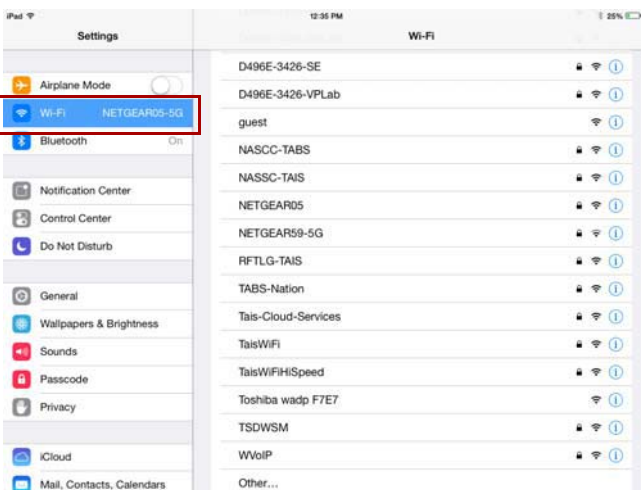 iPad 12:35 PM 25%
Settings
Wi-Fi
Airplane Mode
Wi-Fi NETGEAR05-5G
Bluetooth On
Notification Center
Control Center
Do Not Disturb
General
Wallpapers & Brightness
Sounds
Passcode
Privacy
iCloud
Mail, Contacts, Calendars
D496E-3426-SE
D496E-3426-VPLab
guest
NASCC-TABS
NASSC-TAIS
NETGEAR05
NETGEAR59-5G
RFTLG-TAIS
TABS-Nation
Tais-Cloud-Services
TaisWiFi
TaisWiFiHiSpeed
Toshiba wadp F7E7
TSDWSM
WVoIP
Other...